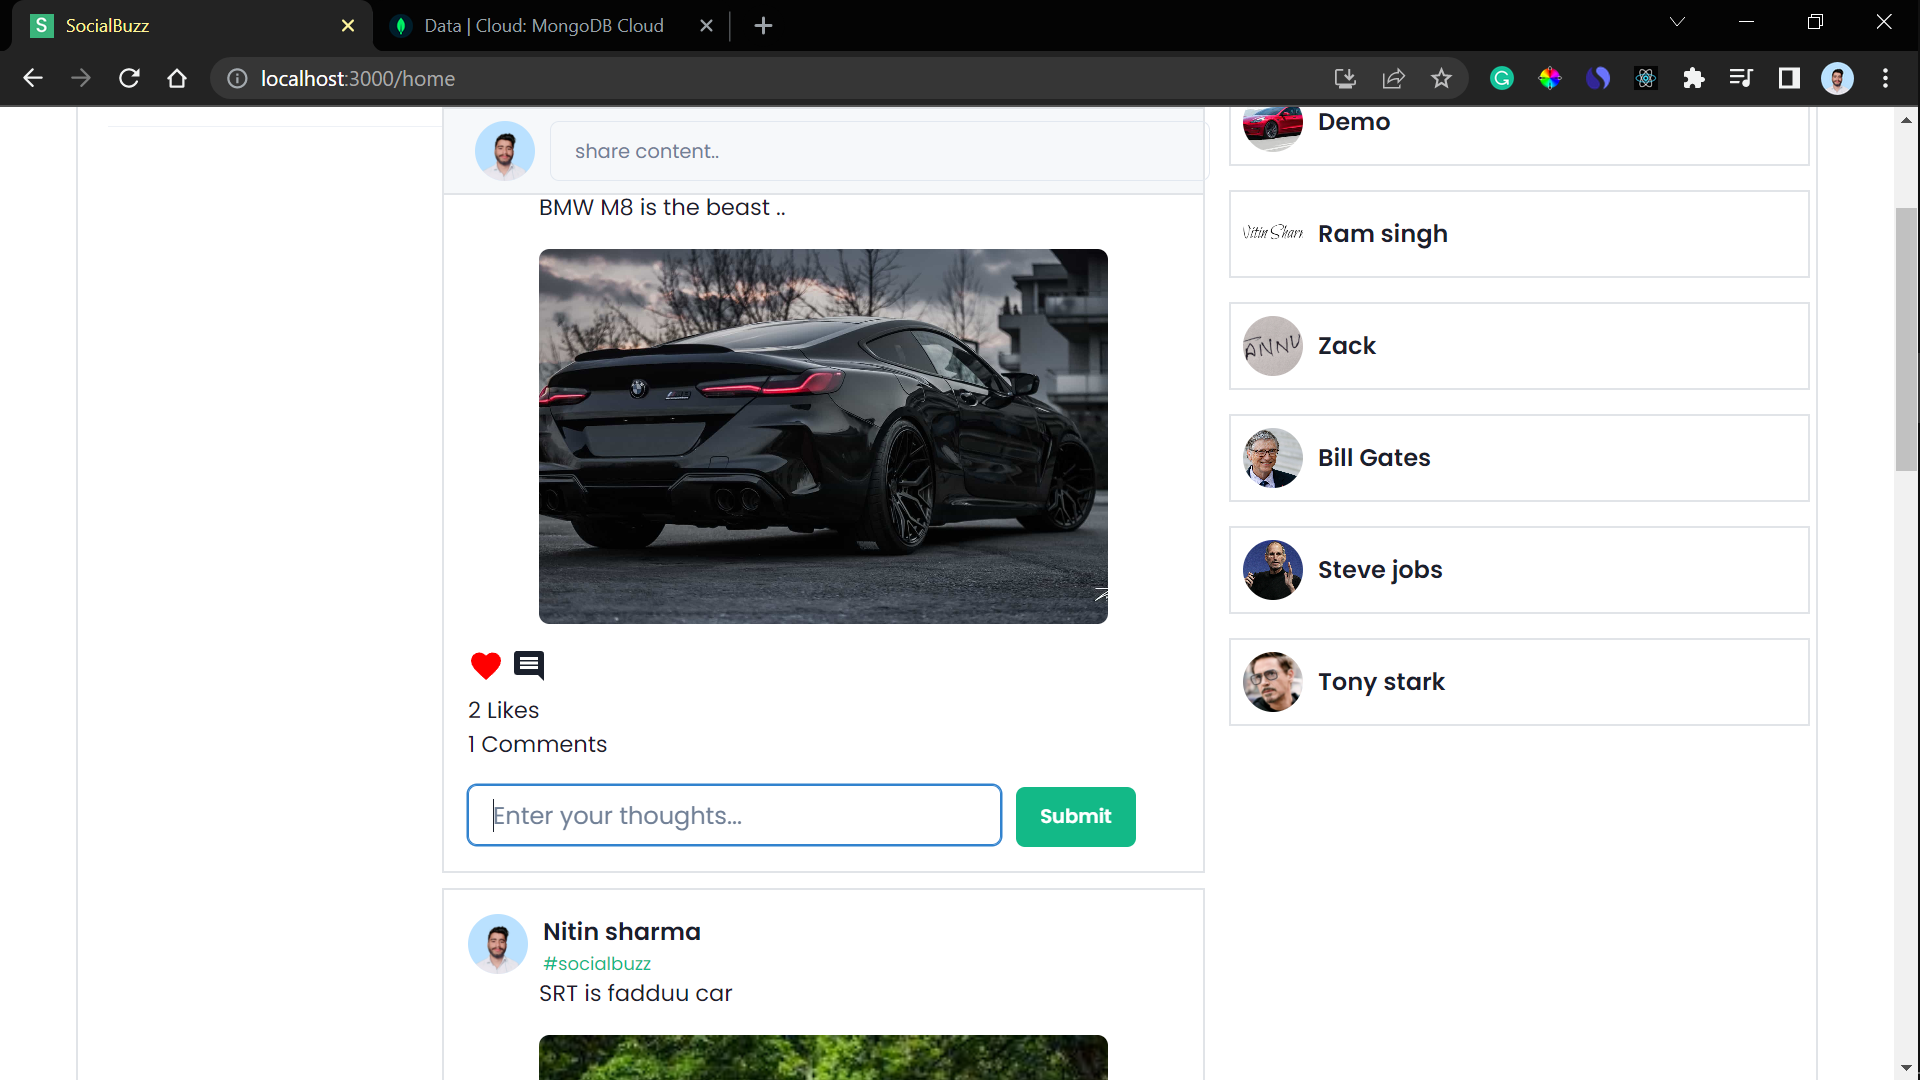 SocialBuzz
Data | Cloud: MongoDB Cloud
localhost:3000/home
share content..
BMW M8 is the beast ..
2 Likes
1 Comments
Enter your thoughts...
Submit
Nitin sharma
#socialbuzz
SRT is fadduu car
Demo
Ram singh
Zack
ANNU
Bill Gates
Steve jobs
Tony stark